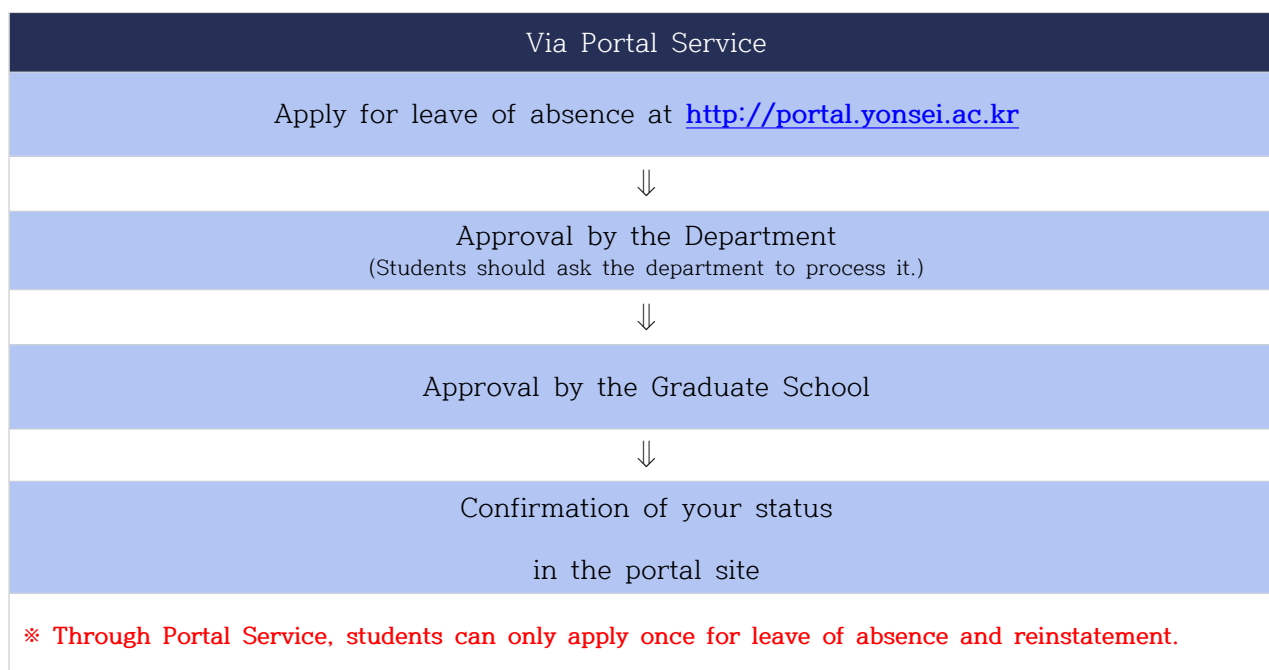 Via Portal Service
Apply for leave of absence at http://portal.yonsei.ac.kr
⇓
Approval by the Department
(Students should ask the department to process it.)
⇓
Approval by the Graduate School
⇓
Confirmation of your status
in the portal site
※ Through Portal Service, students can only apply once for leave of absence and reinstatement.